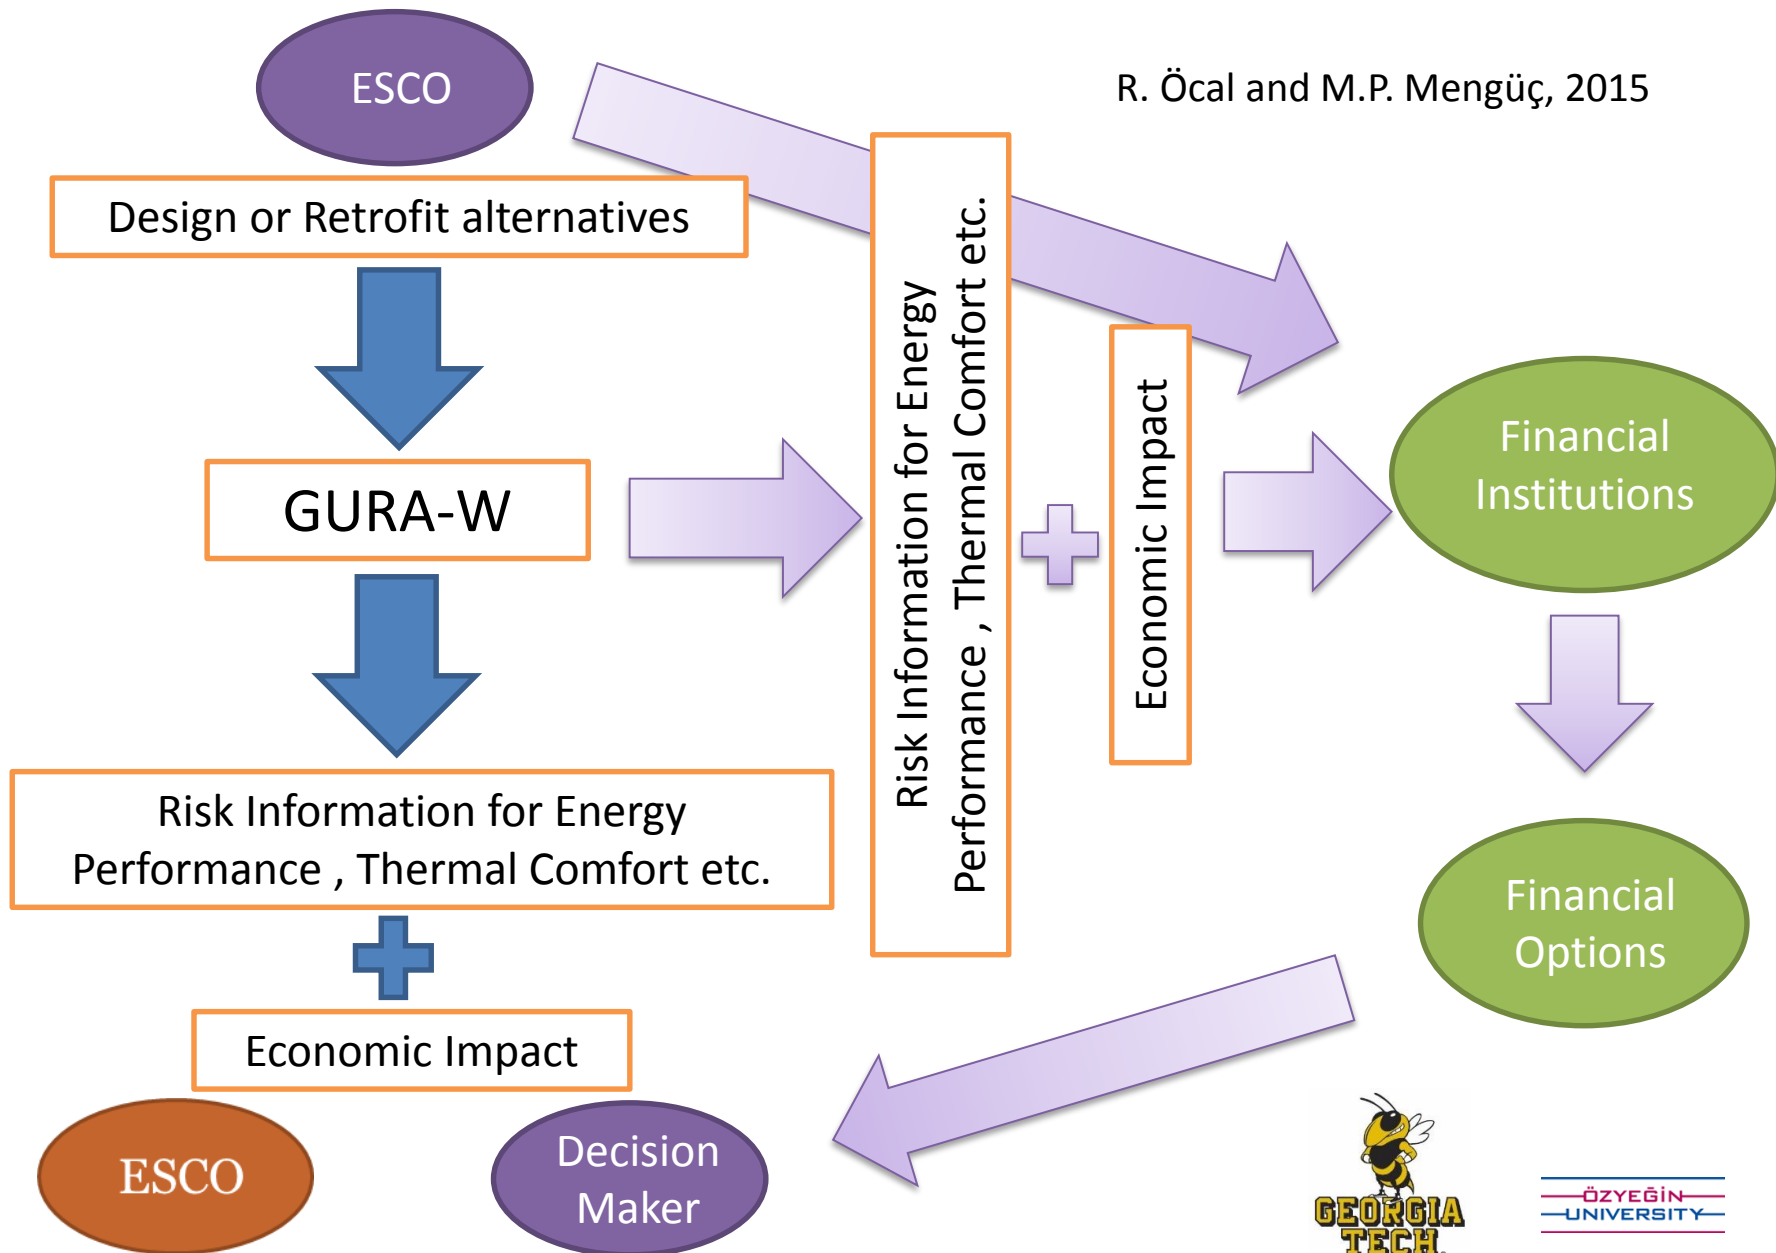 ESCO
R. Öcal and M.P. Mengüç, 2015
Design or Retrofit alternatives
GURA-W
Risk Information for Energy
Performance , Thermal Comfort etc.
Economic Impact
Financial
Institutions
Risk Information for Energy
Performance , Thermal Comfort etc.
Economic Impact
Financial
Options
ESCO
Decision
Maker
GEORGIA
TECH.
ÖZYEĞİN
UNIVERSITY